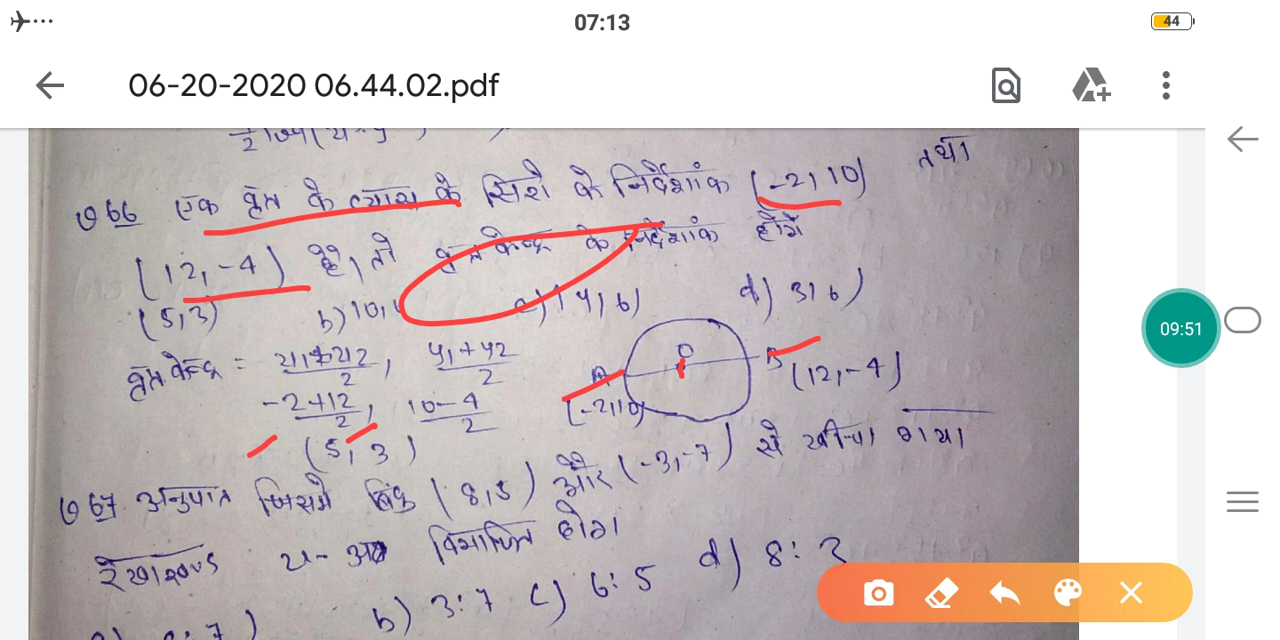 07:13
44
06-20-2020 06.44.02.pdf
Q 66 एक वृत के व्यास के सिरों के निर्देशांक (-2,10) तथा
(12,-4) है, तो वृत केन्द्र के निर्देशांक होंगे
(5,3) b) 10, c) (4,6) d) 3,6)
वृत केन्द्र = x1+x2/2, y1+y2/2
-2+12/2, 10-4/2
(5,3)
A (-2,10) O B (12,-4)
09:51
Q 67 अनुपात जिसमें बिंदु (8,5) और (-3,-7) से खींचा गया
रेखाखण्ड य- अक्ष विभाजित होगा
b) 3:7 c) 6:5 d) 8:3